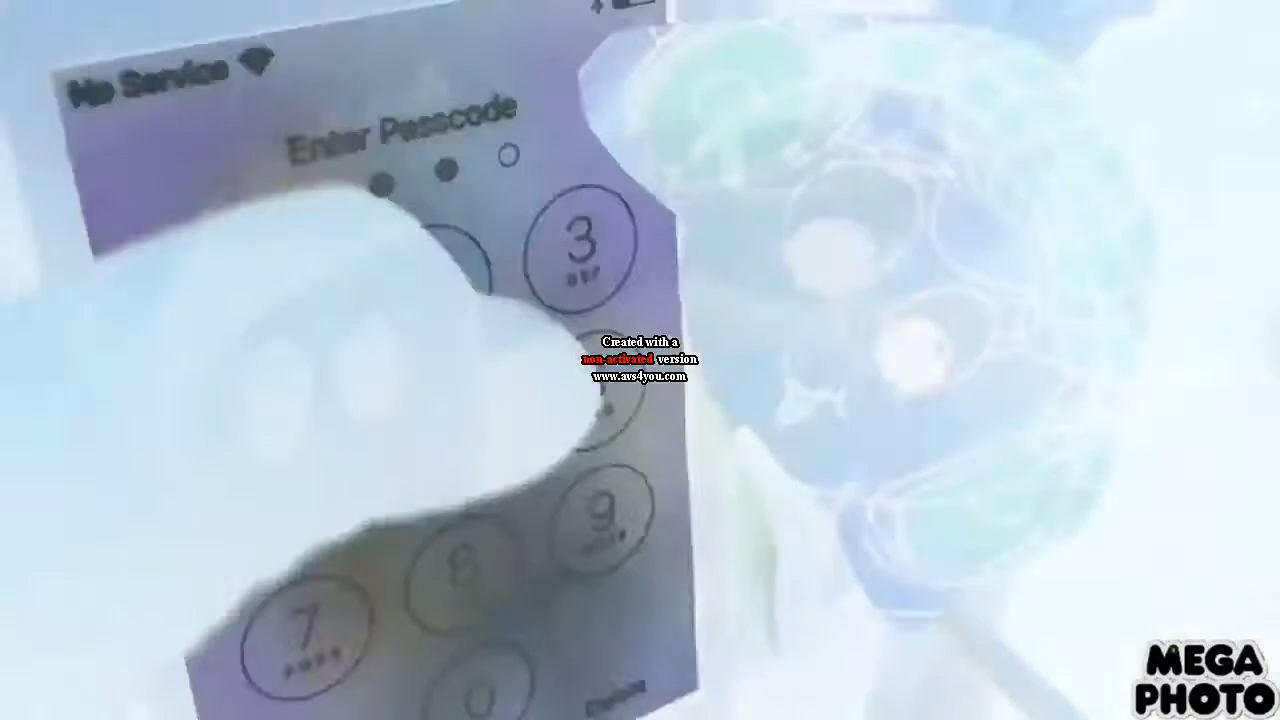 No Service
Enter Passcode
3
DEF
Created with a
non-activated version
www.avs4you.com
9
8
7
0
MEGA
PHOTO